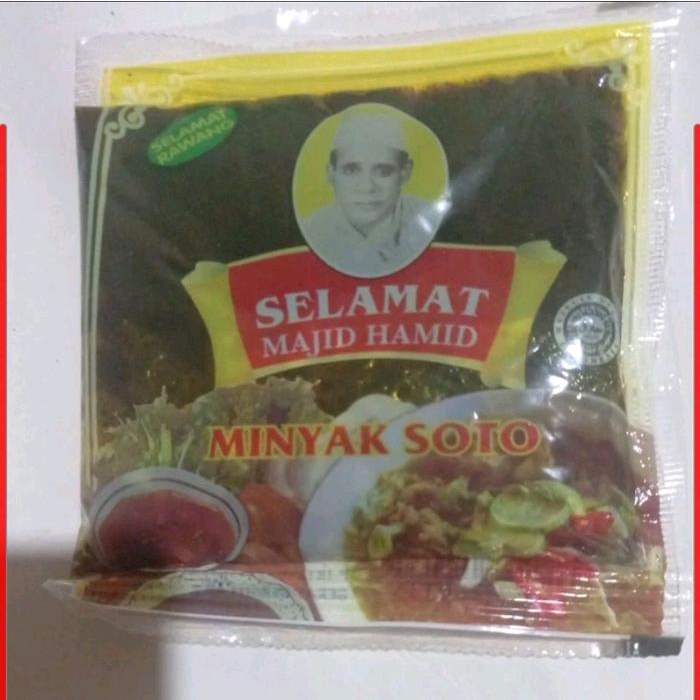 SELAMAT
RAWANG
SELAMAT
MAJID HAMID
MINYAK SOTO